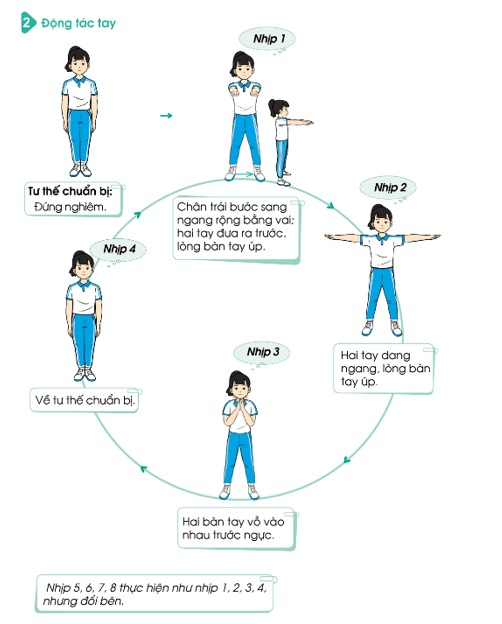 2 Động tác tay
Nhịp 1
Tư thế chuẩn bị:
Đứng nghiêm.
Chân trái bước sang
ngang rộng bằng vai;
hai tay đưa ra trước,
lòng bàn tay úp.
Nhịp 2
Hai tay dang
ngang, lòng bàn
tay úp.
Nhịp 3
Hai bàn tay vỗ vào
nhau trước ngực.
Nhịp 4
Về tư thế chuẩn bị.
Nhịp 5, 6, 7, 8 thực hiện như nhịp 1, 2, 3, 4,
nhưng đổi bên.